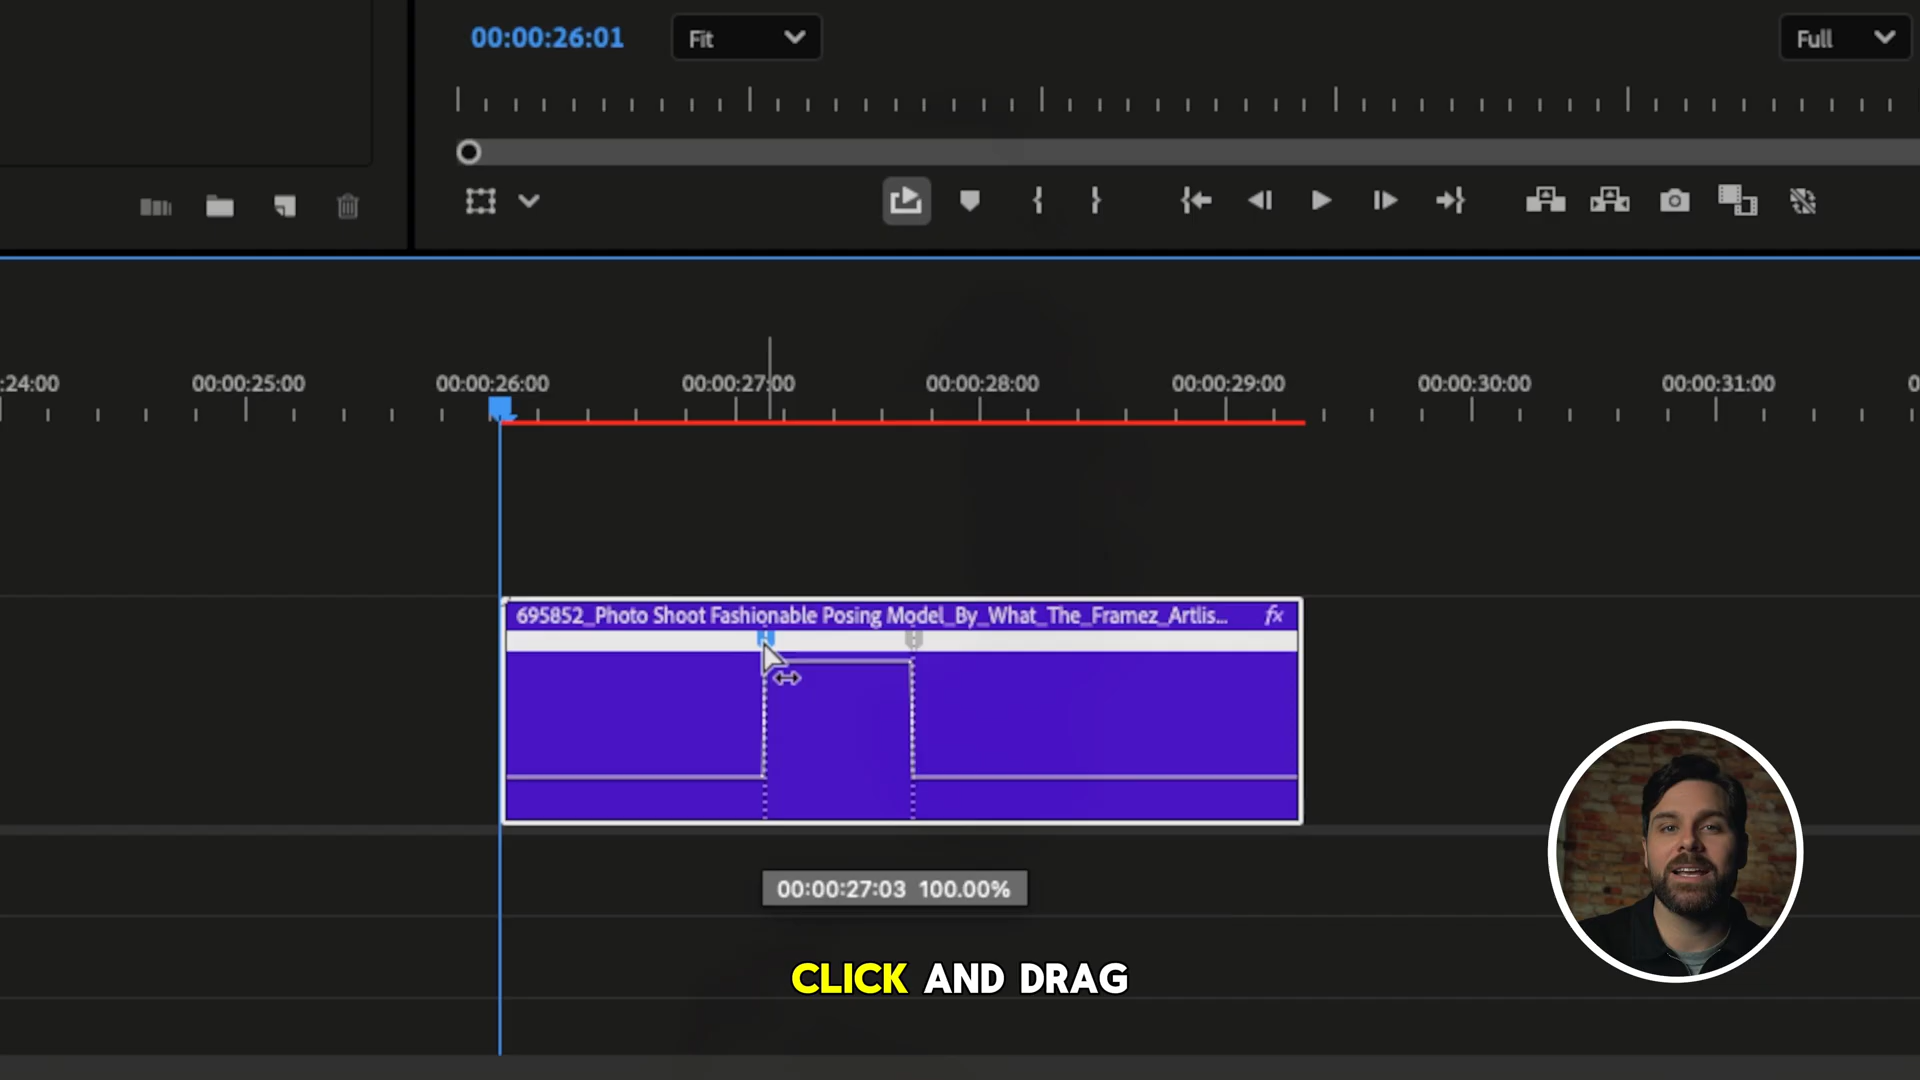 00:00:26:01
Fit
Full
:24:00
00:00:25:00
00:00:26:00
00:00:27:00
00:00:28:00
00:00:29:00
00:00:30:00
00:00:31:00
0
695852_Photo Shoot Fashionable Posing Model_By_What_The_Framez_Artlis...
fx
00:00:27:03 100.00%
CLICK AND DRAG